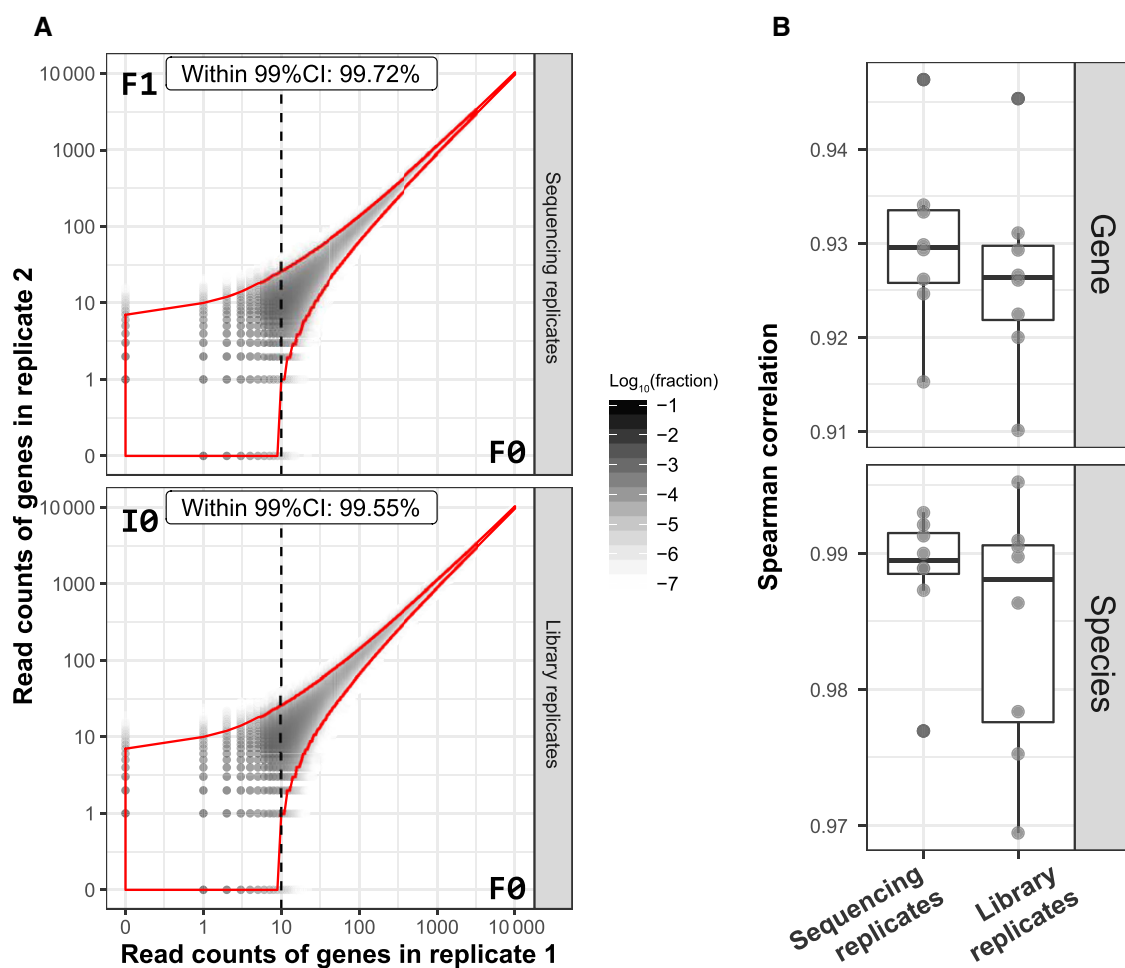 A
B
Read counts of genes in replicate 2
F1
Within 99%CI: 99.72%
10000
1000
100
10
1
0
F0
Sequencing replicates
I0
Within 99%CI: 99.55%
10000
1000
100
10
1
0
F0
Library replicates
0
1
10
100
1000
10000
Read counts of genes in replicate 1
Log10(fraction)
−1
−2
−3
−4
−5
−6
−7
Spearman correlation
0.94
0.93
0.92
0.91
Gene
0.99
0.98
0.97
Species
Sequencing
replicates
Library
replicates